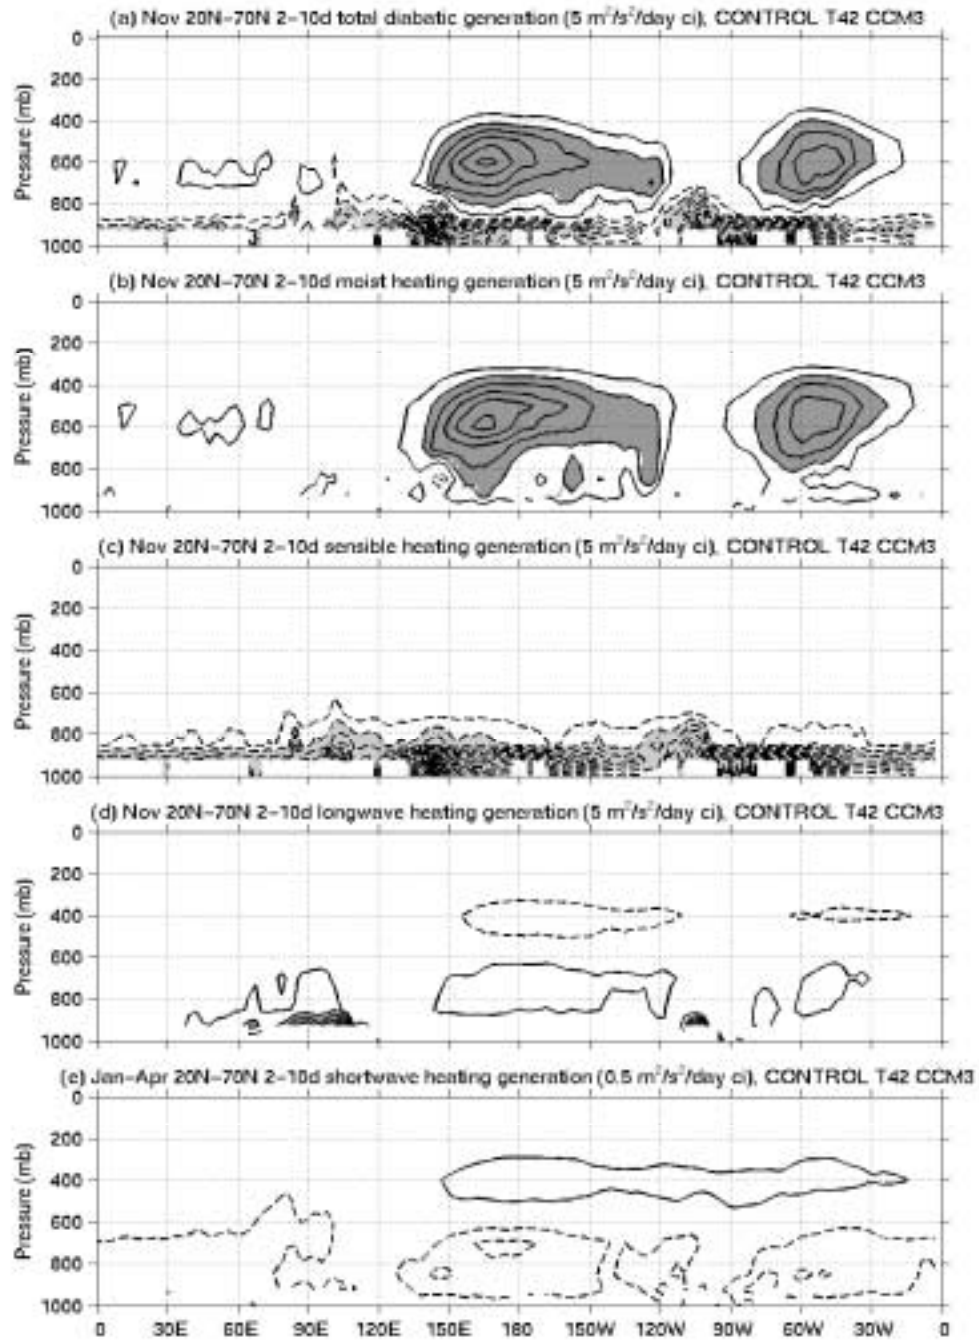 (a) Nov 20N–70N 2–10d total diabatic generation (5 m²/s²/day ci), CONTROL T42 CCM3
0
200
400
600
800
1000
Pressure (mb)
(b) Nov 20N–70N 2–10d moist heating generation (5 m²/s²/day ci), CONTROL T42 CCM3
0
200
400
600
800
1000
Pressure (mb)
(c) Nov 20N–70N 2–10d sensible heating generation (5 m²/s²/day ci), CONTROL T42 CCM3
0
200
400
600
800
1000
Pressure (mb)
(d) Nov 20N–70N 2–10d longwave heating generation (5 m²/s²/day ci), CONTROL T42 CCM3
0
200
400
600
800
1000
Pressure (mb)
(e) Jan–Apr 20N–70N 2–10d shortwave heating generation (0.5 m²/s²/day ci), CONTROL T42 CCM3
0
200
400
600
800
1000
Pressure (mb)
0 30E 60E 90E 120E 150E 180 150W 120W 90W 60W 30W 0